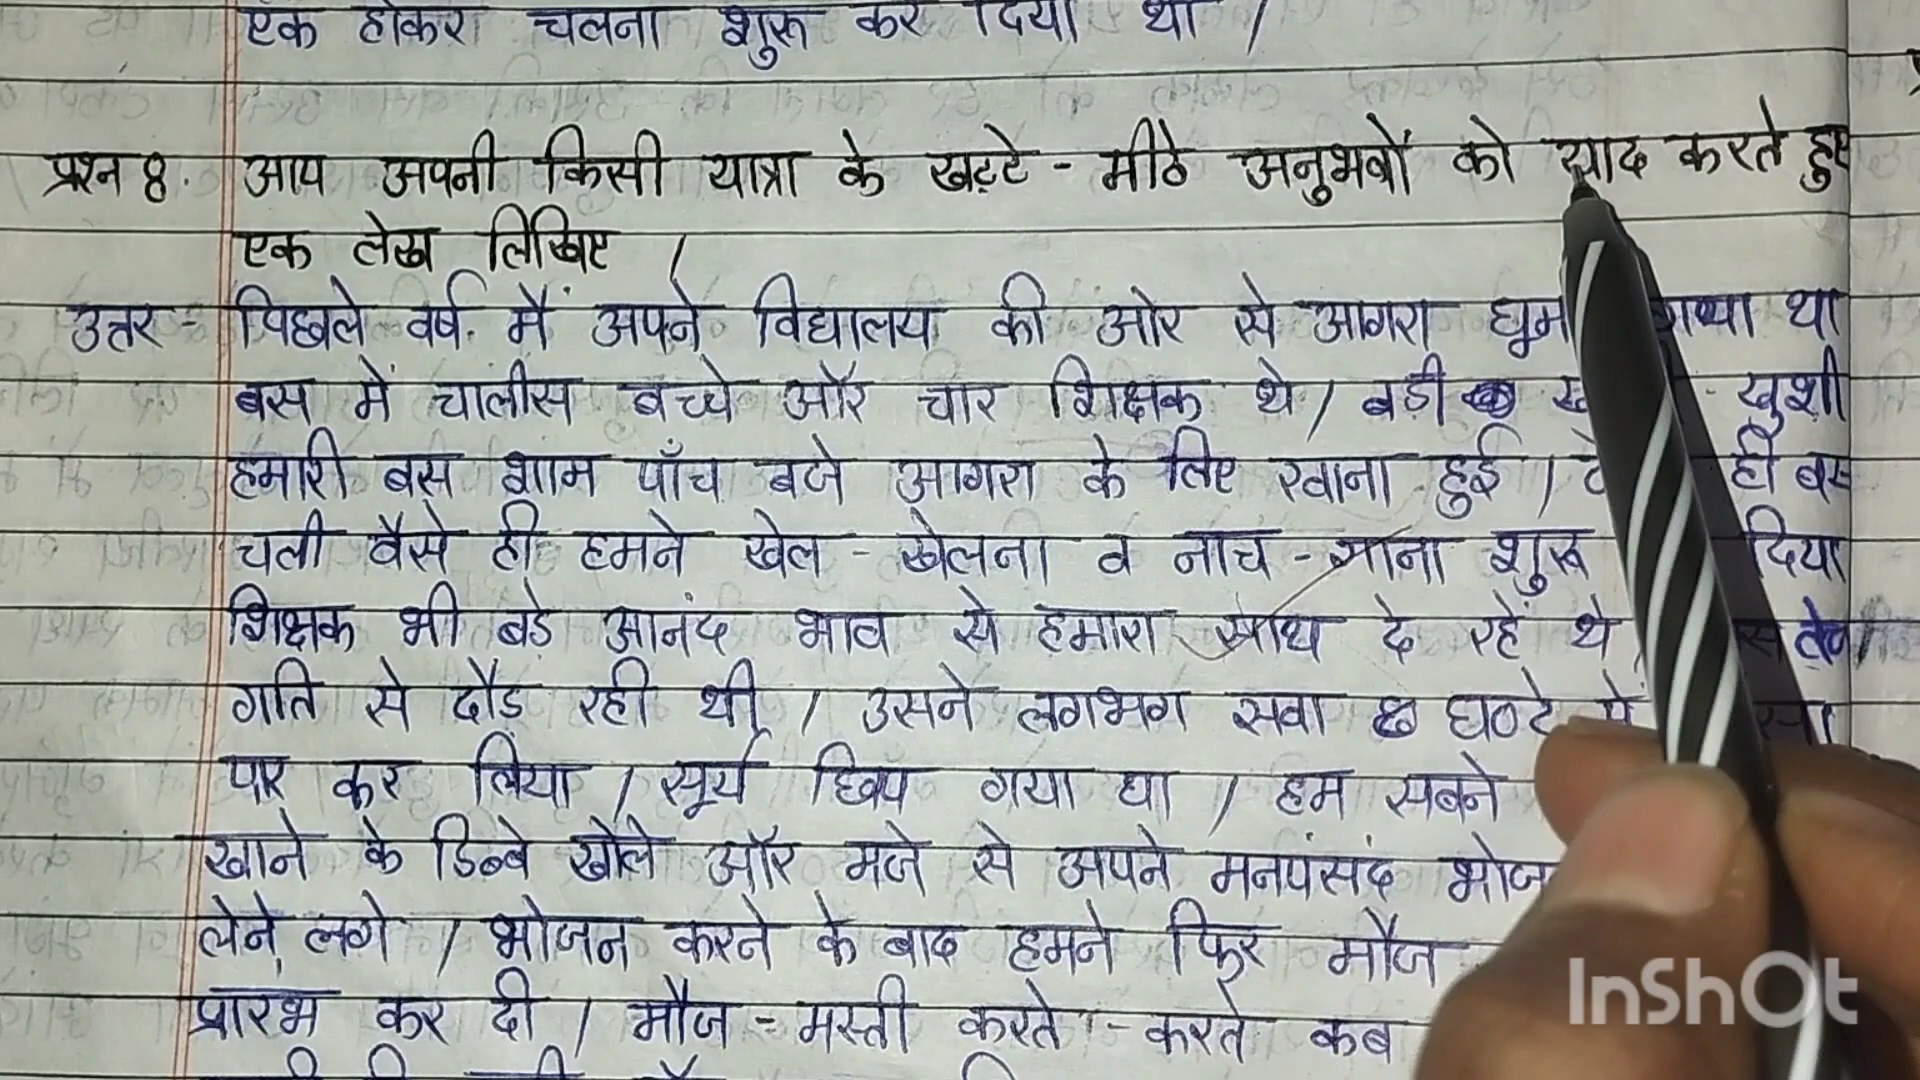 एक होकर चलना शुरू कर दिया था /
प्रश्न 8. आप अपनी किसी यात्रा के खट्टे - मीठे अनुभवों को याद करते हुए
एक लेख लिखिए /
उत्तर - पिछले वर्ष मैं अपने विद्यालय की ओर से आगरा गया था
बस में चालीस बच्चे और चार शिक्षक थे / बड़ी खुशी
हमारी बस शाम पाँच बजे आगरा के लिए रवाना हुई / ही बस
चली वैसे ही हमने खेल - खेलना व नाच - गाना शुरू दिया
शिक्षक भी बड़े आनंद भाव से हमारा साथ दे रहें थे / तेज
गति से दौड़ रही थी / उसने लगभग सवा छ घण्टे में
पार कर लिया / सूर्य छिप गया था / हम सबने
खाने के डिब्बे खोले और मजे से अपने मनपंसंद
लेने लगे / भोजन करने के बाद हमने फिर मौज
प्रारभ कर दी / मौज - मस्ती करते - करते कब
InShOt